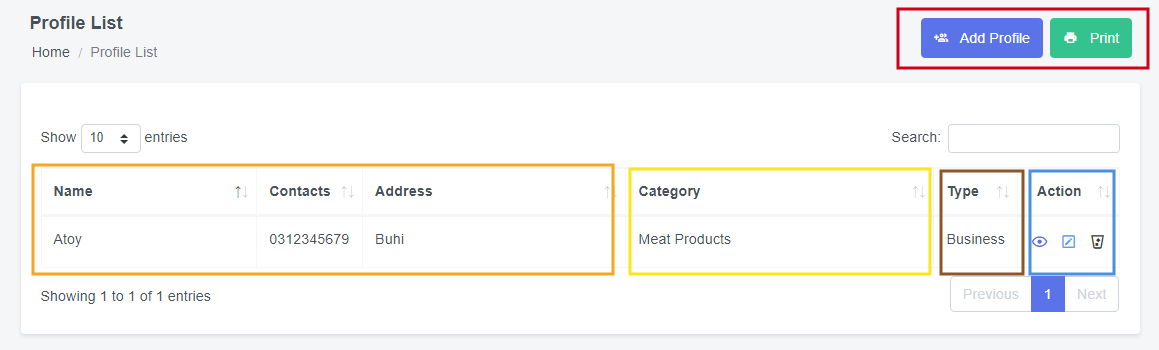 Profile List
Home / Profile List
Add Profile
Print
Show 10 entries
Search:
Name Contacts Address Category Type Action
Atoy 0312345679 Buhi Meat Products Business
Showing 1 to 1 of 1 entries
Previous 1 Next